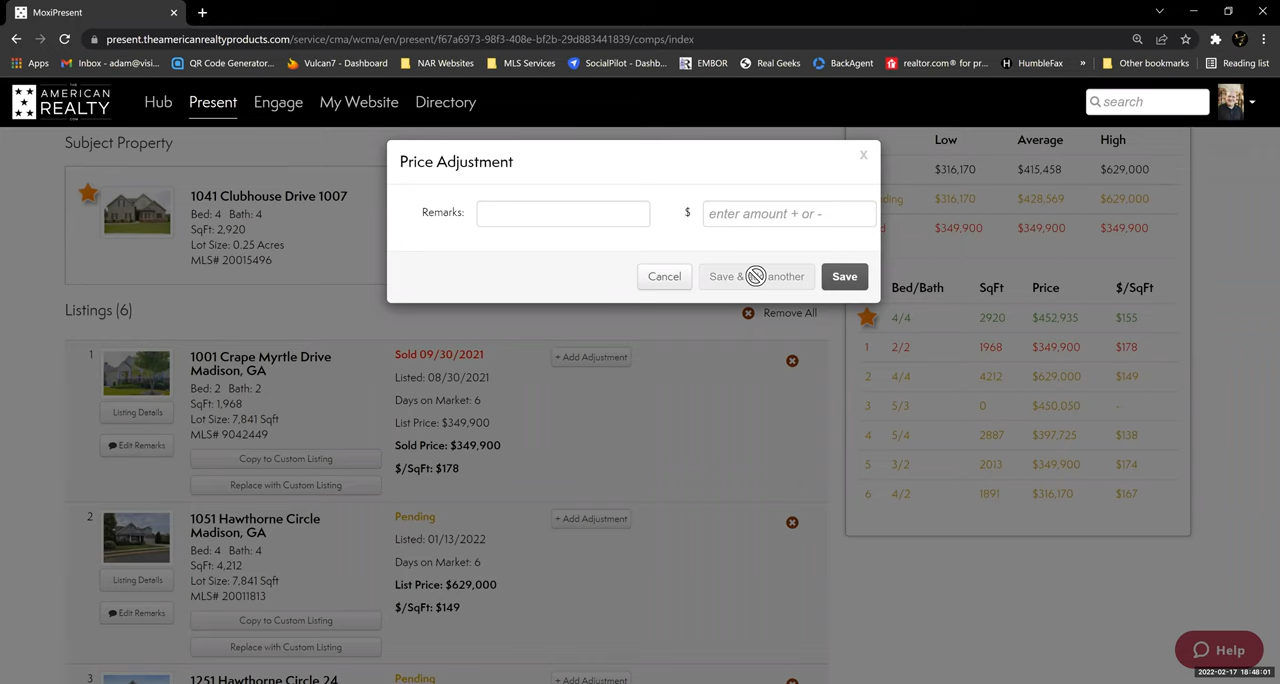 MoxiPresent
present.theamericanrealtyproducts.com/service/cma/wcma/en/present/f67a6973-98f3-408e-bf2b-29d883441839/comps/index
Apps
Inbox - adam@visi...
QR Code Generator...
Vulcan7 - Dashboard
NAR Websites
MLS Services
SocialPilot - Dashb...
EMBOR
Real Geeks
BackAgent
realtor.com® for pr...
HumbleFax
»
Other bookmarks
Reading list
THE
AMERICAN
REALTY
.COM
Hub
Present
Engage
My Website
Directory
search
Subject Property
1041 Clubhouse Drive 1007
Bed: 4 Bath: 4
SqFt: 2,920
Lot Size: 0.25 Acres
MLS# 20015496
Price Adjustment
X
Remarks:
$
enter amount + or -
Cancel
Save & another
Save
Low Average High
$316,170 $415,458 $629,000
ding $316,170 $428,569 $629,000
d $349,900 $349,900 $349,900
Bed/Bath SqFt Price $/SqFt
4/4 2920 $452,935 $155
1 2/2 1968 $349,900 $178
2 4/4 4212 $629,000 $149
3 5/3 0 $450,050 -
4 5/4 2887 $397,725 $138
5 3/2 2013 $349,900 $174
6 4/2 1891 $316,170 $167
Listings (6)
Remove All
1
1001 Crape Myrtle Drive
Madison, GA
Bed: 2 Bath: 2
SqFt: 1,968
Lot Size: 7,841 Sqft
MLS# 9042449
Listing Details
Edit Remarks
Copy to Custom Listing
Replace with Custom Listing
Sold 09/30/2021
Listed: 08/30/2021
Days on Market: 6
List Price: $349,900
Sold Price: $349,900
$/SqFt: $178
+ Add Adjustment
2
1051 Hawthorne Circle
Madison, GA
Bed: 4 Bath: 4
SqFt: 4,212
Lot Size: 7,841 Sqft
MLS# 20011813
Listing Details
Edit Remarks
Copy to Custom Listing
Replace with Custom Listing
Pending
Listed: 01/13/2022
Days on Market: 6
List Price: $629,000
$/SqFt: $149
+ Add Adjustment
3
1251 Hawthorne Circle 24
Pending
+ Add Adjustment
Help
2022-02-17 18:48:01